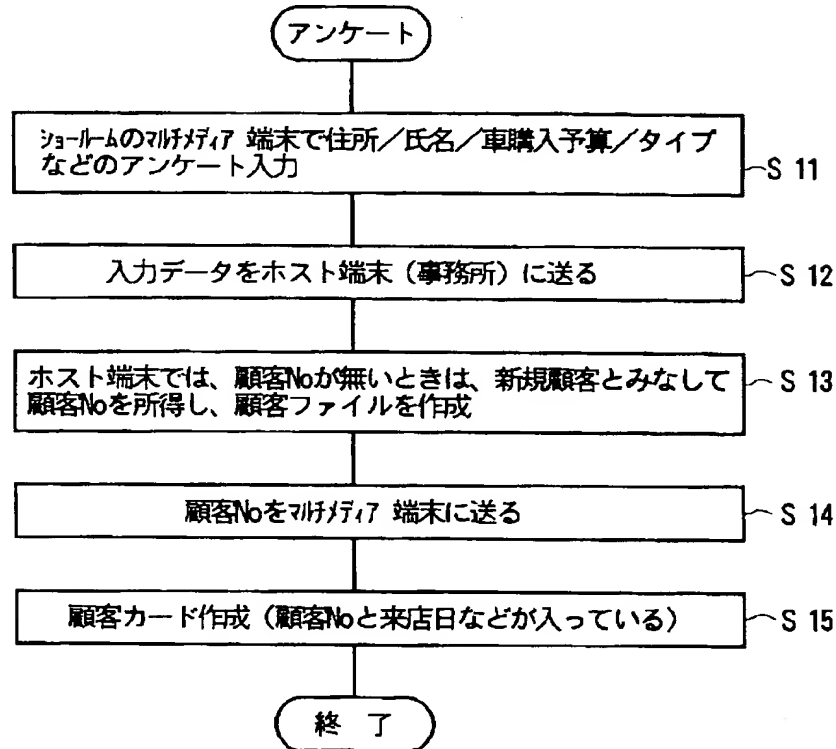 アンケート
ショールームのマルチメディア 端末で住所／氏名／車購入予算／タイプ
などのアンケート入力
S 11
入力データをホスト端末（事務所）に送る
S 12
ホスト端末では、顧客Noが無いときは、新規顧客とみなして
顧客Noを所得し、顧客ファイルを作成
S 13
顧客Noをマルチメディア 端末に送る
S 14
顧客カード作成（顧客Noと来店日などが入っている）
S 15
終 了